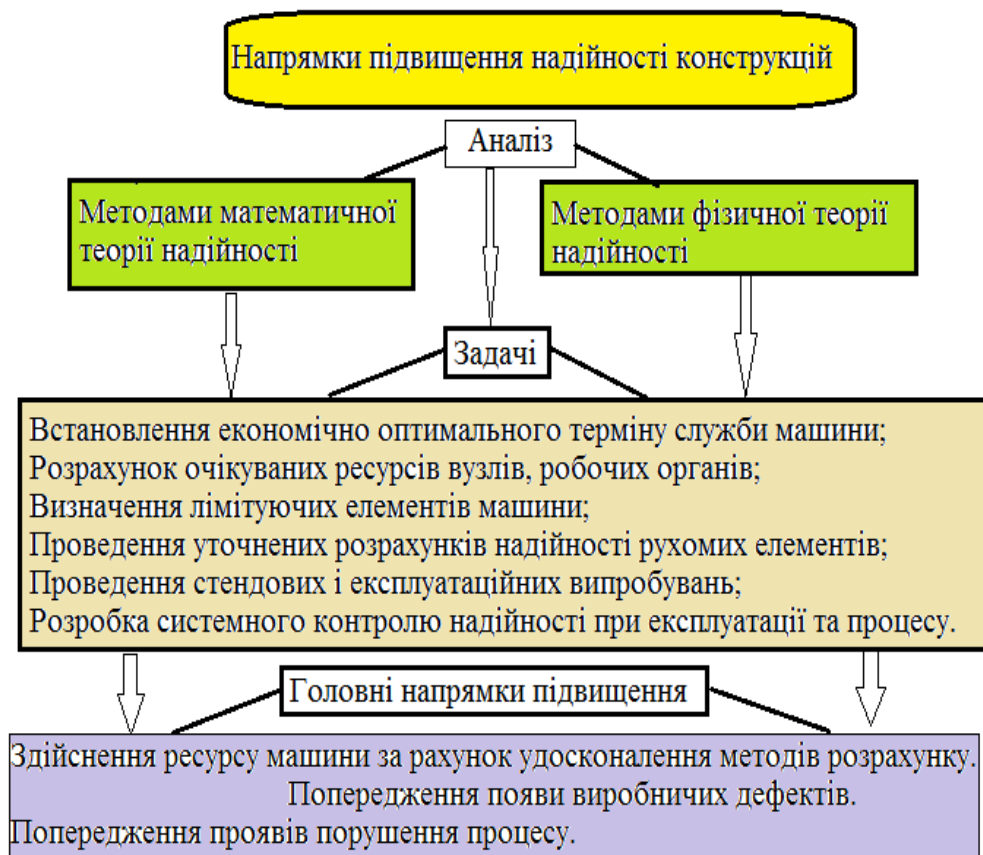 Напрямки підвищення надійності конструкцій
Аналіз
Методами математичної
теорії надійності
Методами фізичної теорії
надійності
Задачі
Встановлення економічно оптимального терміну служби машини;
Розрахунок очікуваних ресурсів вузлів, робочих органів;
Визначення лімітуючих елементів машини;
Проведення уточнених розрахунків надійності рухомих елементів;
Проведення стендових і експлуатаційних випробувань;
Розробка системного контролю надійності при експлуатації та процесу.
Головні напрямки підвищення
Здійснення ресурсу машини за рахунок удосконалення методів розрахунку.
Попередження появи виробничих дефектів.
Попередження проявів порушення процесу.